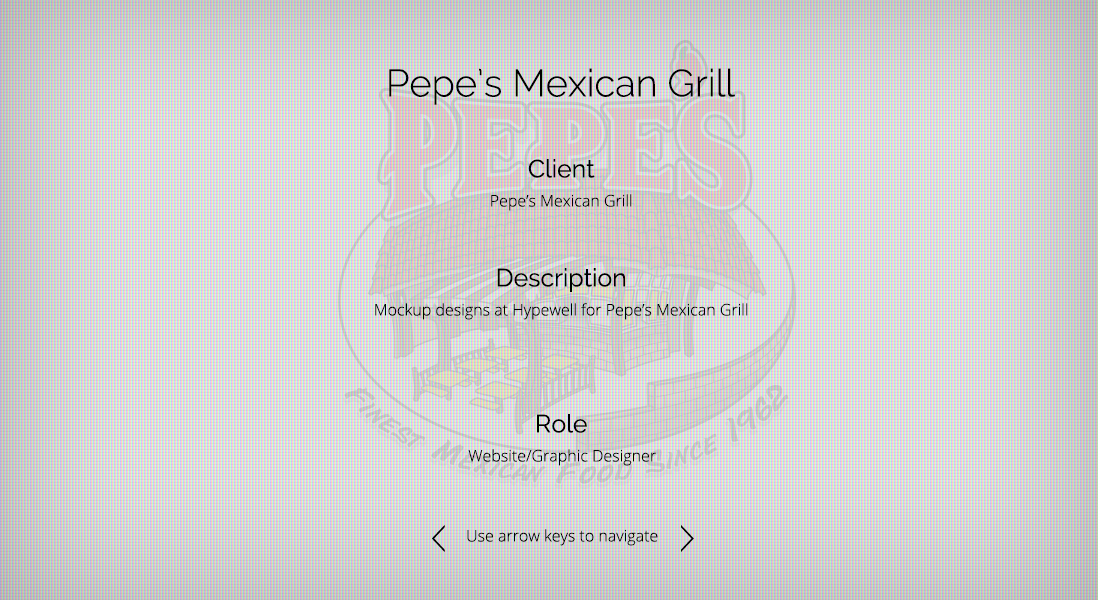 Pepe's Mexican Grill
PEPE'S
Client
Pepe's Mexican Grill
Description
Mockup designs at Hypewell for Pepe's Mexican Grill
Role
Website/Graphic Designer
Finest Mexican Food Since 1962
Use arrow keys to navigate